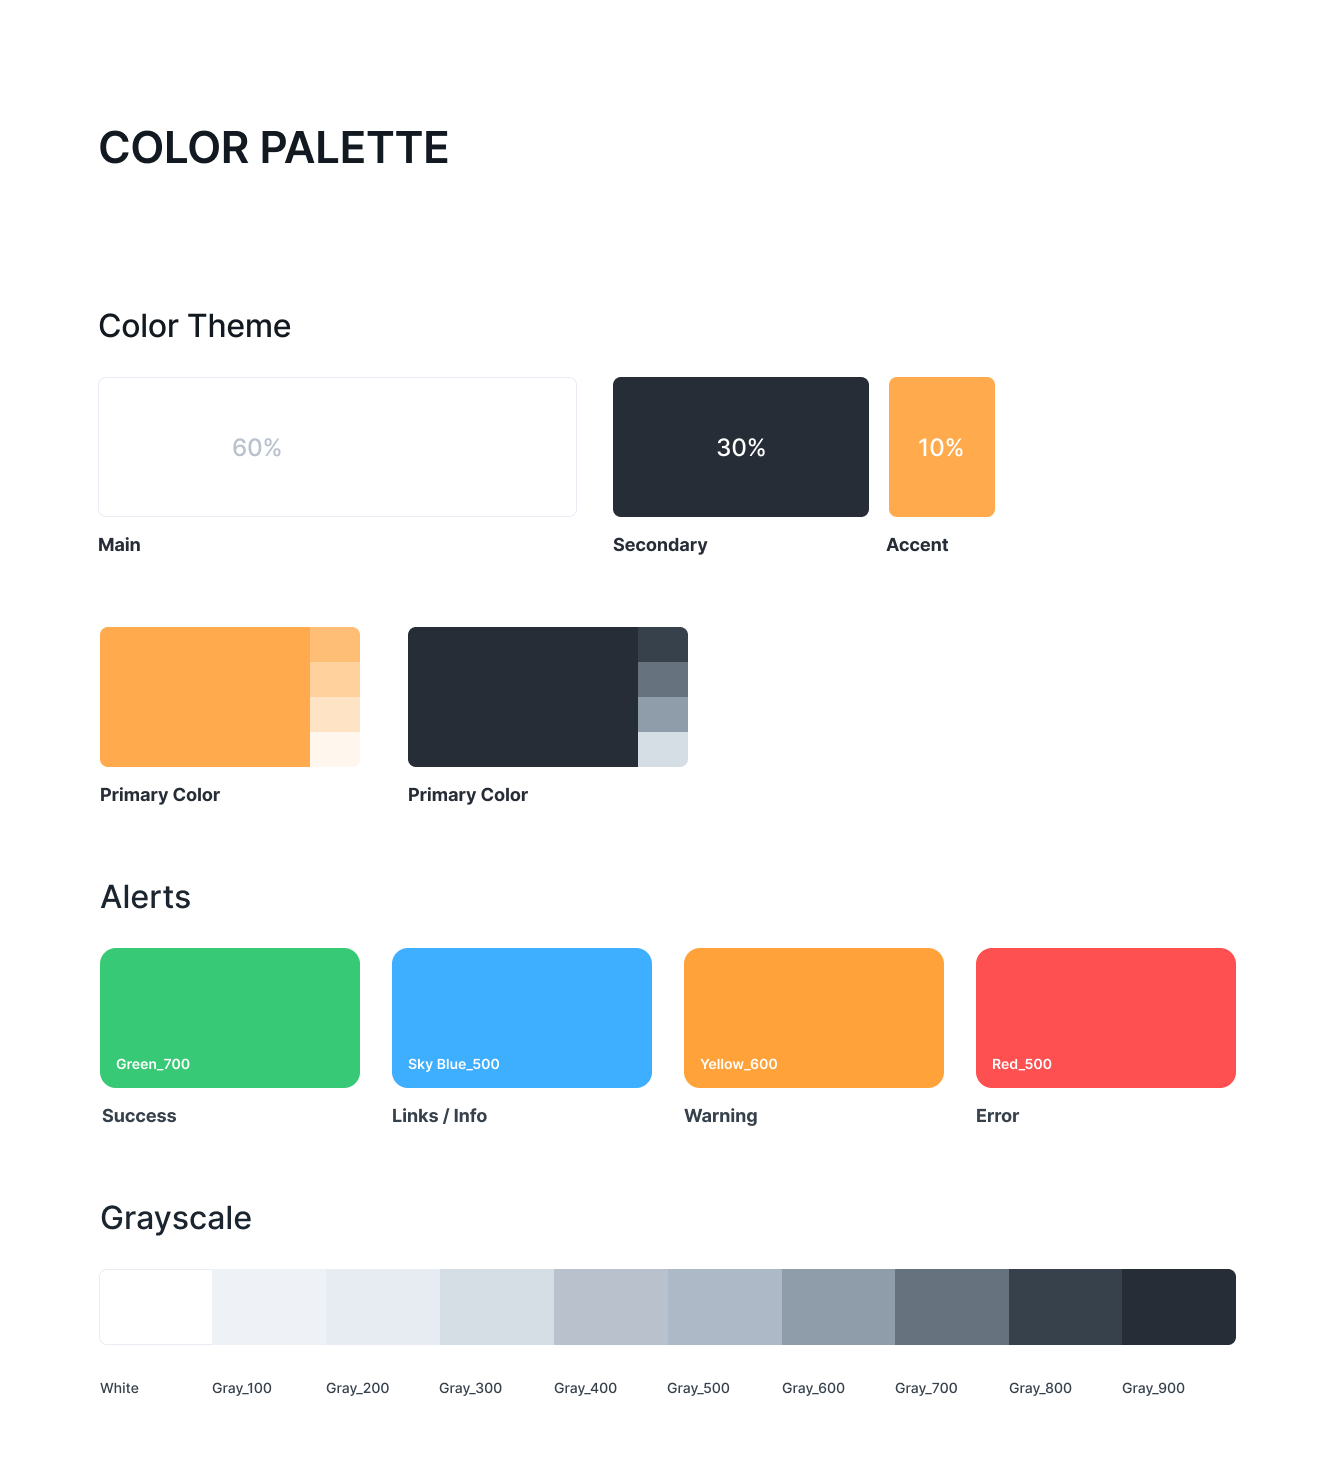 COLOR PALETTE
Color Theme
60%
30%
10%
Main
Secondary
Accent
Primary Color
Primary Color
Alerts
Green_700
Sky Blue_500
Yellow_600
Red_500
Success
Links / Info
Warning
Error
Grayscale
White
Gray_100
Gray_200
Gray_300
Gray_400
Gray_500
Gray_600
Gray_700
Gray_800
Gray_900